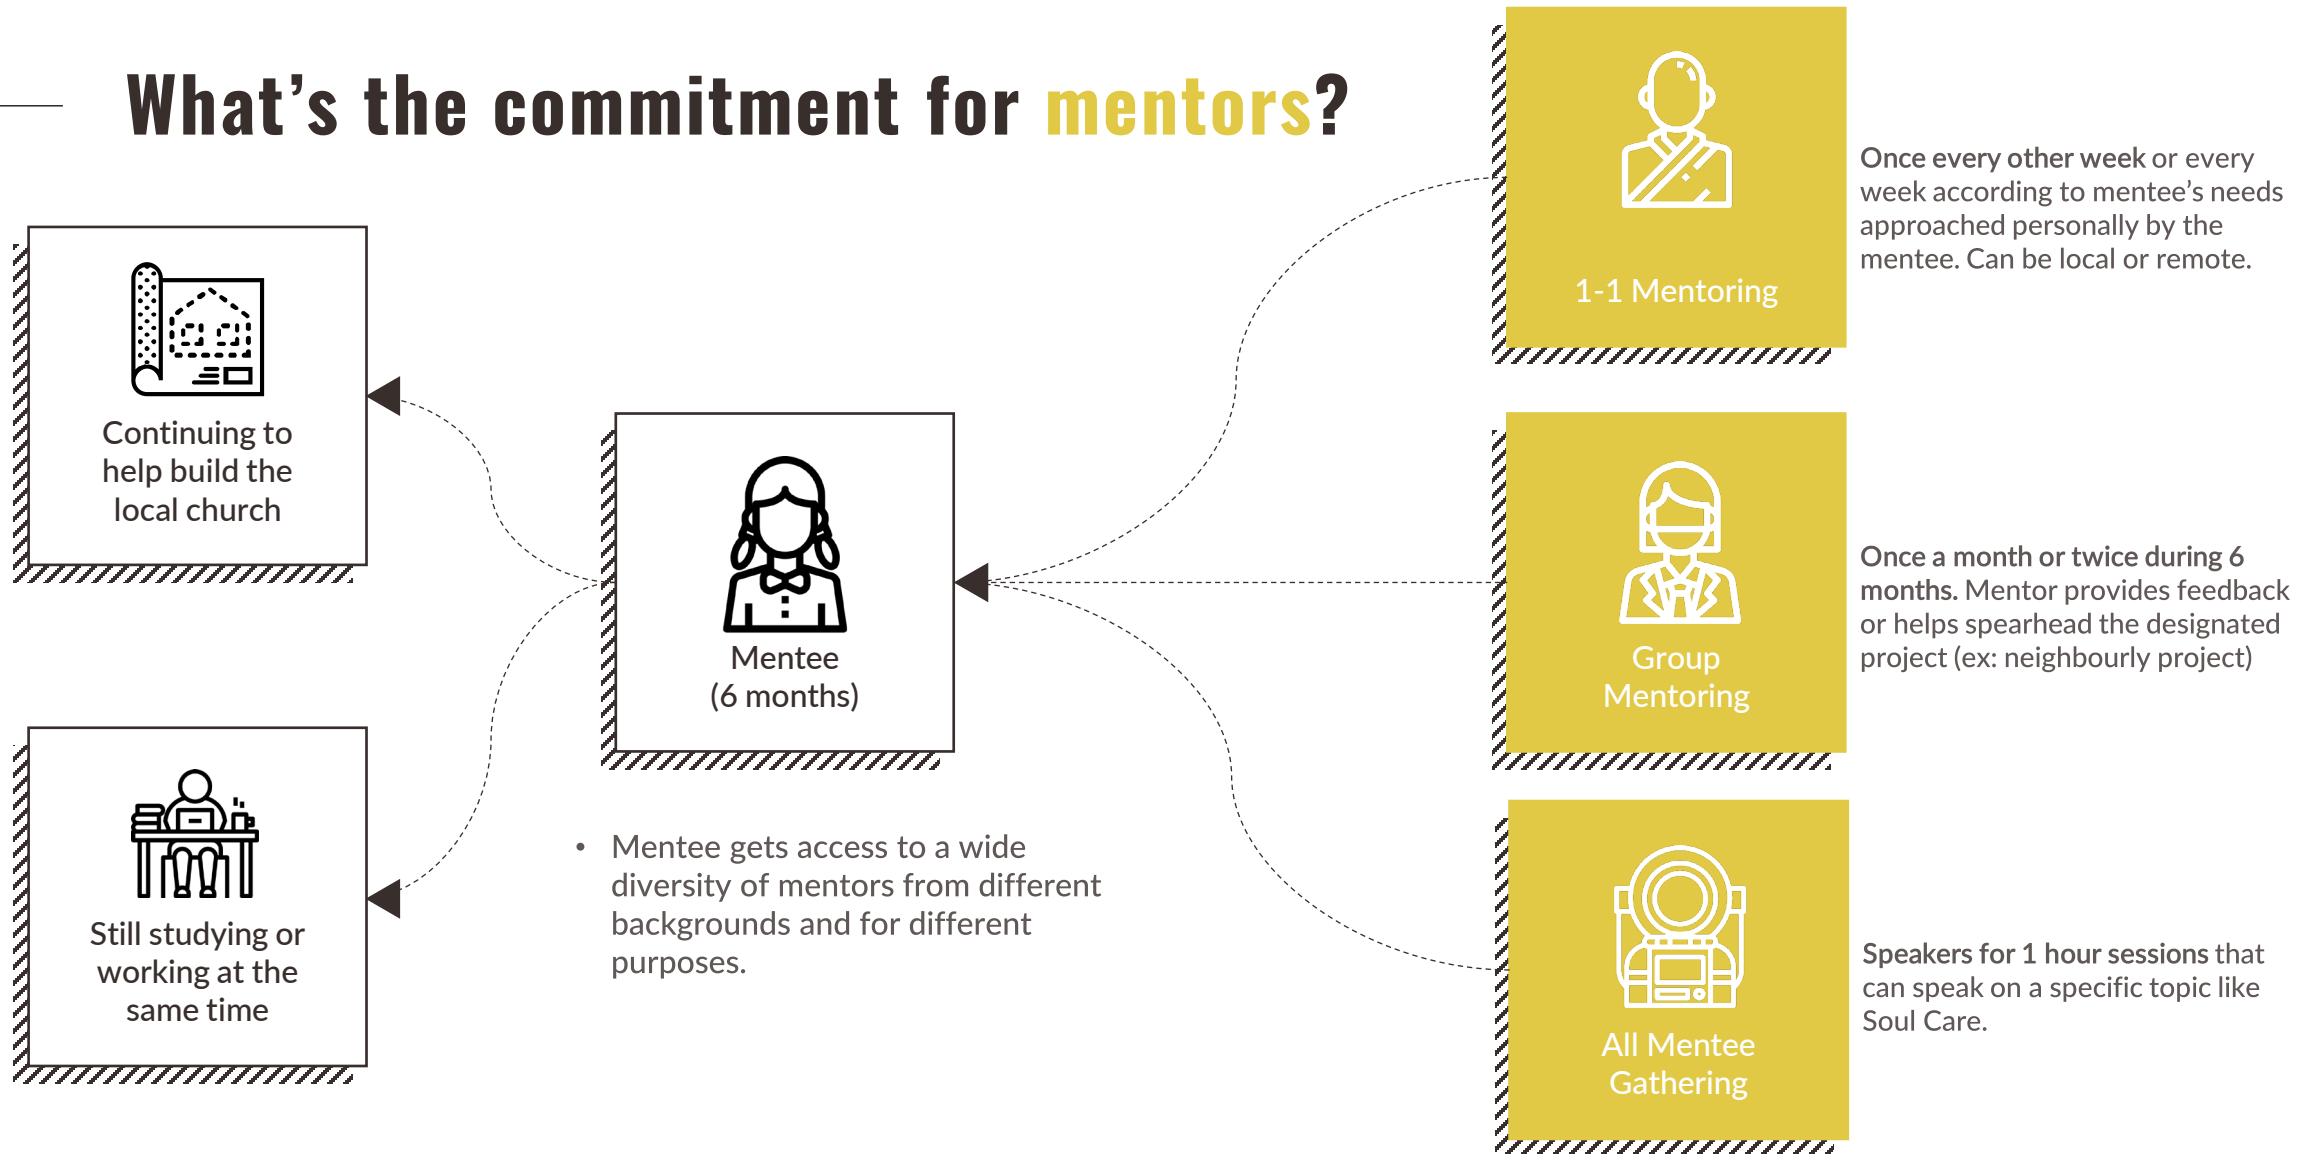 What’s the commitment for mentors?
Continuing to
help build the
local church
Still studying or
working at the
same time
Mentee
(6 months)
• Mentee gets access to a wide
diversity of mentors from different
backgrounds and for different
purposes.
1-1 Mentoring
Once every other week or every
week according to mentee’s needs
approached personally by the
mentee. Can be local or remote.
Group
Mentoring
Once a month or twice during 6
months. Mentor provides feedback
or helps spearhead the designated
project (ex: neighbourly project)
All Mentee
Gathering
Speakers for 1 hour sessions that
can speak on a specific topic like
Soul Care.